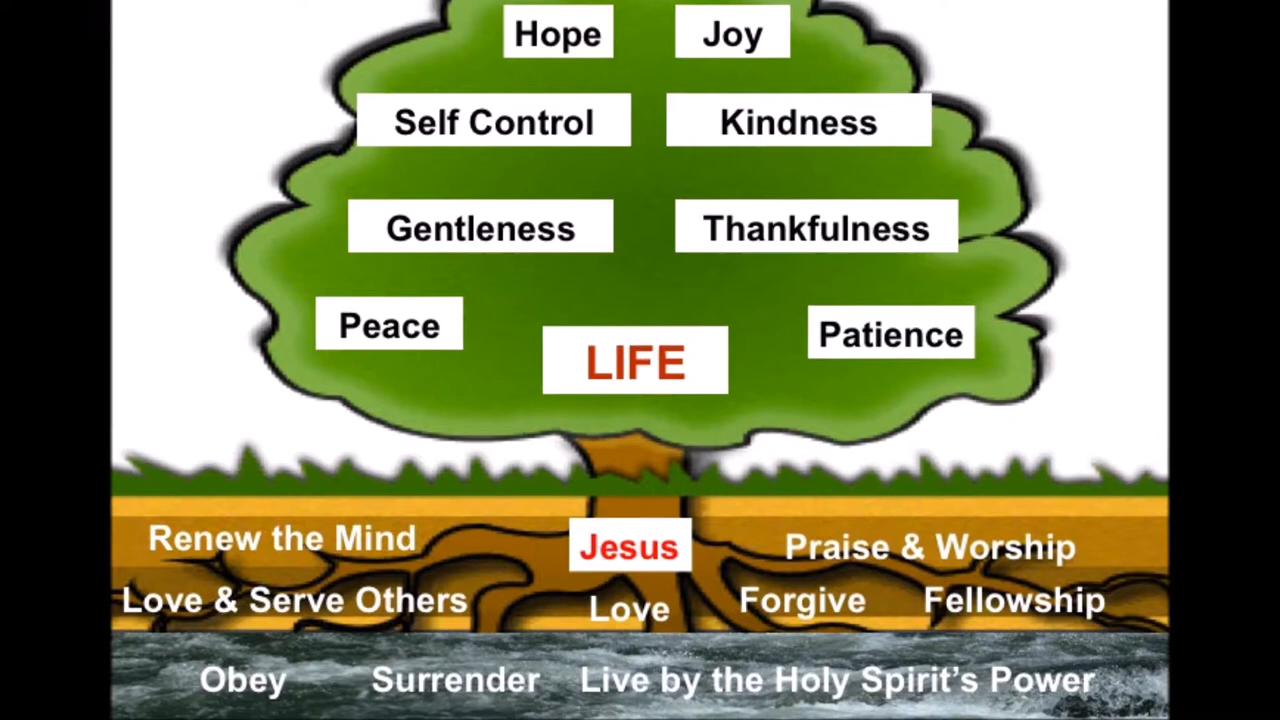 Hope Joy
Self Control Kindness
Gentleness Thankfulness
Peace Patience
LIFE
Renew the Mind Jesus Praise & Worship
Love & Serve Others Love Forgive Fellowship
Obey Surrender Live by the Holy Spirit's Power